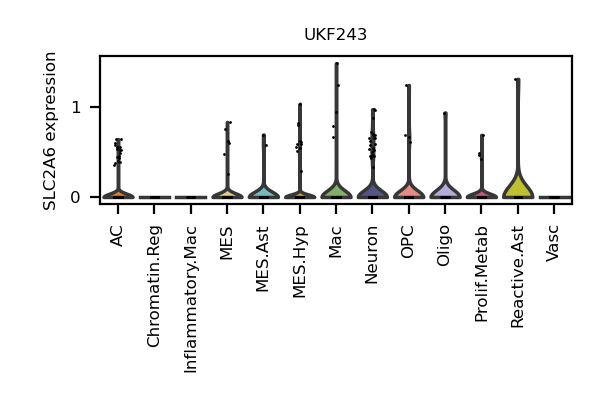 UKF243
SLC2A6 expression
1
0
AC
Chromatin.Reg
Inflammatory.Mac
MES
MES.Ast
MES.Hyp
Mac
Neuron
OPC
Oligo
Prolif.Metab
Reactive.Ast
Vasc